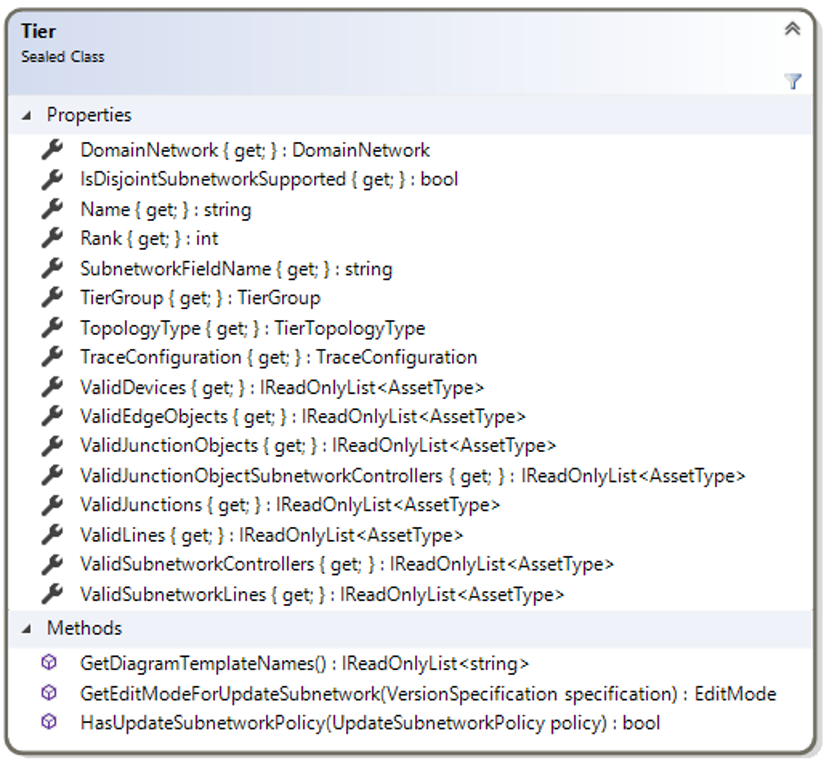 Tier
Sealed Class
Properties
DomainNetwork { get; } : DomainNetwork
IsDisjointSubnetworkSupported { get; } : bool
Name { get; } : string
Rank { get; } : int
SubnetworkFieldName { get; } : string
TierGroup { get; } : TierGroup
TopologyType { get; } : TierTopologyType
TraceConfiguration { get; } : TraceConfiguration
ValidDevices { get; } : IReadOnlyList<AssetType>
ValidEdgeObjects { get; } : IReadOnlyList<AssetType>
ValidJunctionObjects { get; } : IReadOnlyList<AssetType>
ValidJunctionObjectSubnetworkControllers { get; } : IReadOnlyList<AssetType>
ValidJunctions { get; } : IReadOnlyList<AssetType>
ValidLines { get; } : IReadOnlyList<AssetType>
ValidSubnetworkControllers { get; } : IReadOnlyList<AssetType>
ValidSubnetworkLines { get; } : IReadOnlyList<AssetType>
Methods
GetDiagramTemplateNames() : IReadOnlyList<string>
GetEditModeForUpdateSubnetwork(VersionSpecification specification) : EditMode
HasUpdateSubnetworkPolicy(UpdateSubnetworkPolicy policy) : bool